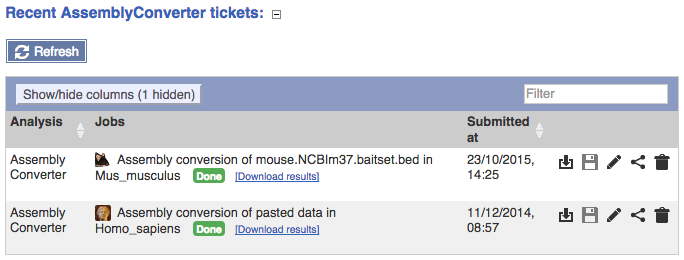 Recent AssemblyConverter tickets:
Refresh
Show/hide columns (1 hidden) Filter
Analysis Jobs Submitted at
Assembly Converter
Assembly conversion of mouse.NCBIm37.baitset.bed in
Mus_musculus Done [Download results]
23/10/2015,
14:25
Assembly Converter
Assembly conversion of pasted data in
Homo_sapiens Done [Download results]
11/12/2014,
08:57